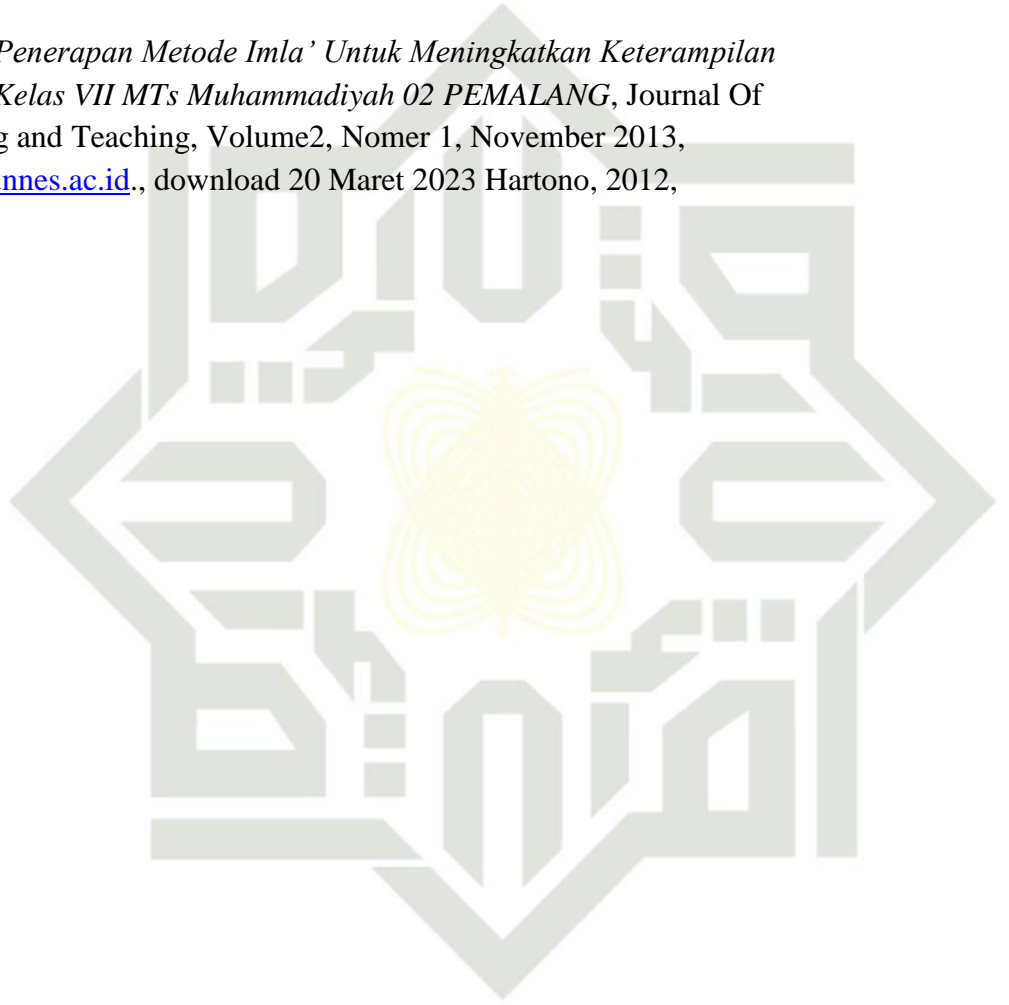 Penerapan Metode Imla’ Untuk Meningkatkan Keterampilan
Kelas VII MTs Muhammadiyah 02 PEMALANG, Journal Of
g and Teaching, Volume2, Nomer 1, November 2013,
nnes.ac.id., download 20 Maret 2023 Hartono, 2012,